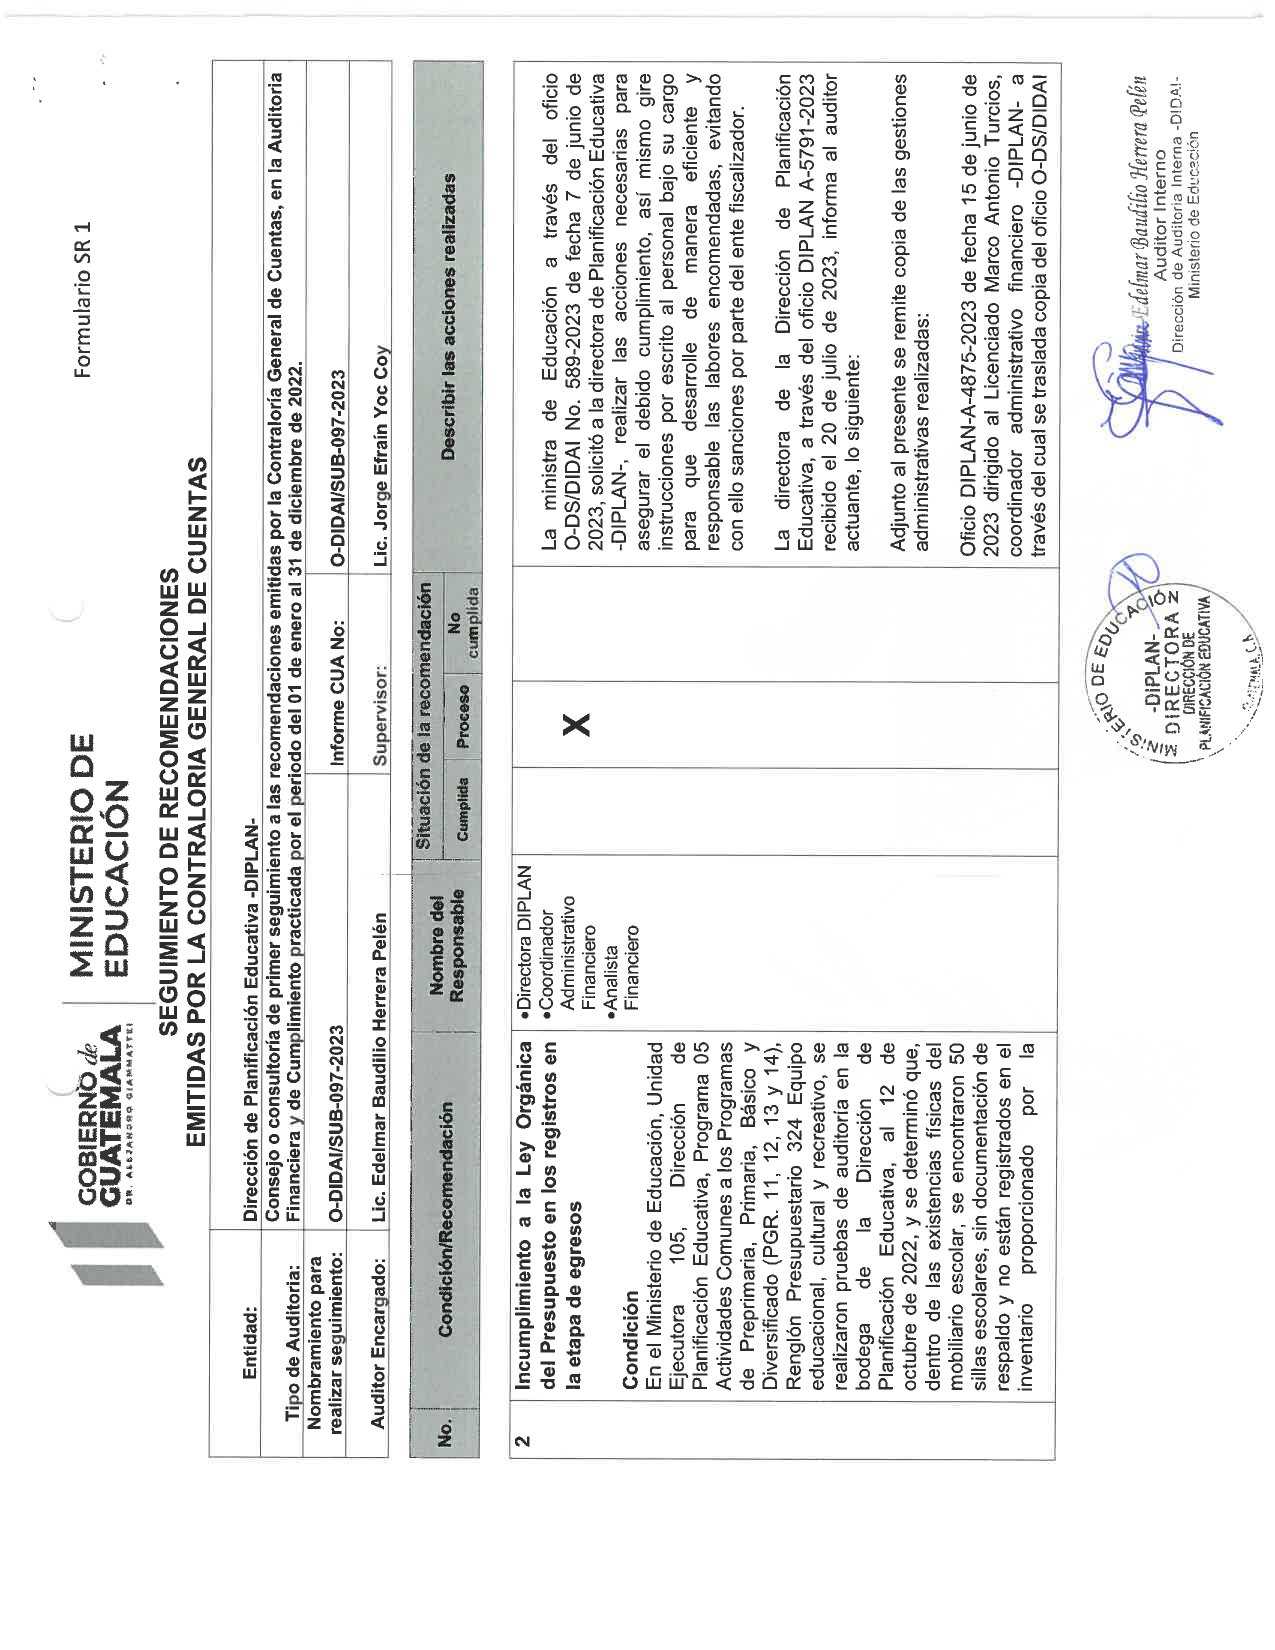 Formulario SR 1
GOBIERNO de
GUATEMALA
DR. ALEJANDRO GIAMMATTEI
MINISTERIO DE
EDUCACIÓN
SEGUIMIENTO DE RECOMENDACIONES
EMITIDAS POR LA CONTRALORIA GENERAL DE CUENTAS
Entidad:
Dirección de Planificación Educativa -DIPLAN-
Tipo de Auditoria:
Consejo o consultoría de primer seguimiento a las recomendaciones emitidas por la Contraloría General de Cuentas, en la Auditoria
Financiera y de Cumplimiento practicada por el periodo del 01 de enero al 31 de diciembre de 2022.
Nombramiento para
realizar seguimiento:
O-DIDAI/SUB-097-2023
Informe CUA No:
O-DIDAI/SUB-097-2023
Auditor Encargado:
Lic. Edelmar Baudilio Herrera Pelén
Supervisor:
Lic. Jorge Efraín Yoc Coy
No.
Condición/Recomendación
Nombre del
Responsable
Situación de la recomendación
Cumplida
Proceso
No
cumplida
Describir las acciones realizadas
2
Incumplimiento a la Ley Orgánica
del Presupuesto en los registros en
la etapa de egresos
Condición
En el Ministerio de Educación, Unidad
Ejecutora 105, Dirección de
Planificación Educativa, Programa 05
Actividades Comunes a los Programas
de Preprimaria, Primaria, Básico y
Diversificado (PGR. 11, 12, 13 y 14),
Renglón Presupuestario 324 Equipo
educacional, cultural y recreativo, se
realizaron pruebas de auditoría en la
bodega de la Dirección de
Planificación Educativa, al 12 de
octubre de 2022, y se determinó que,
dentro de las existencias físicas del
mobiliario escolar, se encontraron 50
sillas escolares, sin documentación de
respaldo y no están registrados en el
inventario proporcionado por la
•Directora DIPLAN
•Coordinador
Administrativo
Financiero
•Analista
Financiero
X
La ministra de Educación a través del oficio
O-DS/DIDAI No. 589-2023 de fecha 7 de junio de
2023, solicitó a la directora de Planificación Educativa
-DIPLAN-, realizar las acciones necesarias para
asegurar el debido cumplimiento, así mismo gire
instrucciones por escrito al personal bajo su cargo
para que desarrolle de manera eficiente y
responsable las labores encomendadas, evitando
con ello sanciones por parte del ente fiscalizador.
La directora de la Dirección de Planificación
Educativa, a través del oficio DIPLAN A-5791-2023
recibido el 20 de julio de 2023, informa al auditor
actuante, lo siguiente:
Adjunto al presente se remite copia de las gestiones
administrativas realizadas:
Oficio DIPLAN-A-4875-2023 de fecha 15 de junio de
2023 dirigido al Licenciado Marco Antonio Turcios,
coordinador administrativo financiero -DIPLAN- a
través del cual se traslada copia del oficio O-DS/DIDAI
MINISTERIO DE EDUCACIÓN
-DIPLAN-
DIRECTORA
DIRECCIÓN DE
PLANIFICACIÓN EDUCATIVA
GUATEMALA, C.A.
Edelmar Baudilio Herrera Pelén
Auditor Interno
Dirección de Auditoria Interna -DIDAI-
Ministerio de Educación